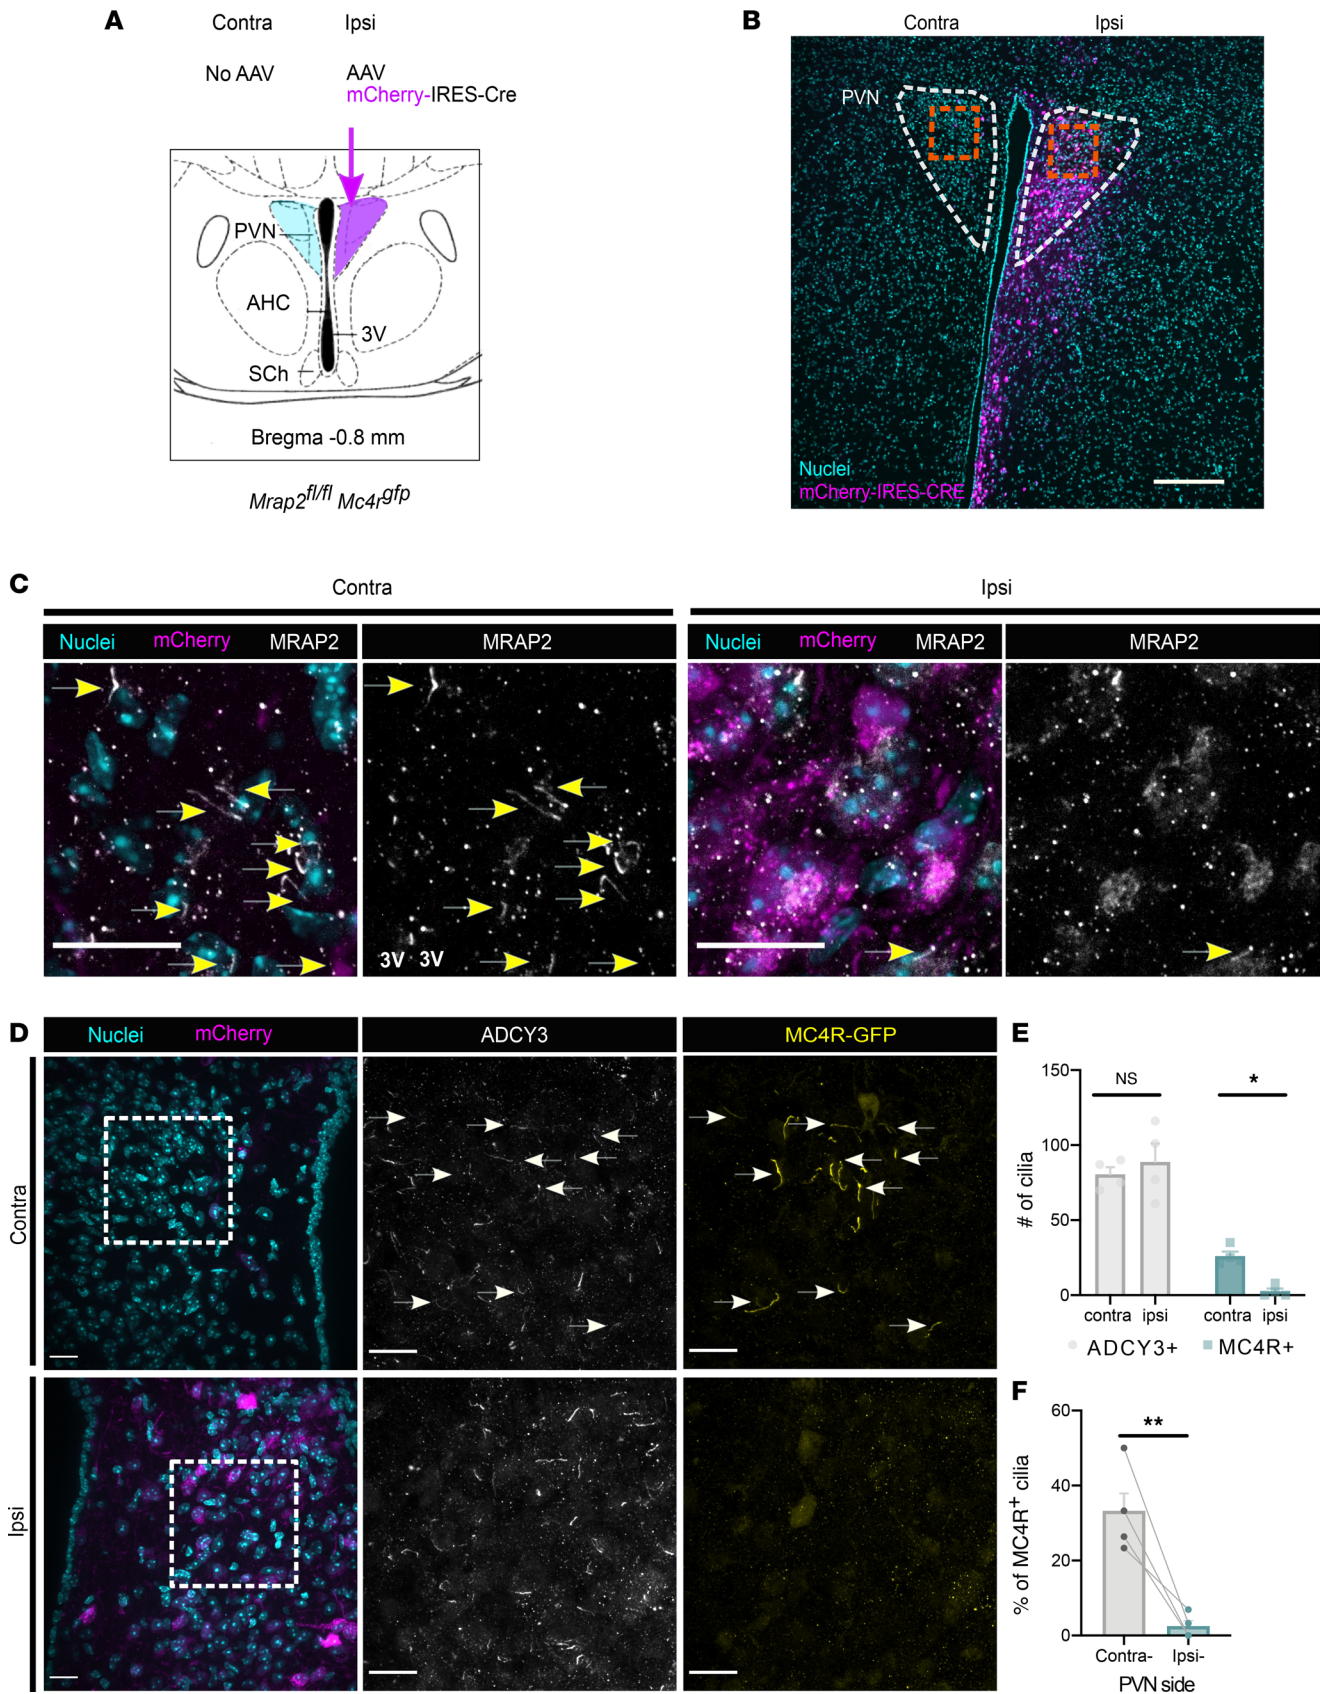 A
Contra Ipsi
No AAV AAV
mCherry-IRES-Cre
PVN
AHC
3V
SCh
Bregma -0.8 mm
Mrap2fl/fl Mc4rgfp
B
Contra Ipsi
PVN
Nuclei
mCherry-IRES-CRE
C
Contra Ipsi
Nuclei mCherry MRAP2 MRAP2 Nuclei mCherry MRAP2 MRAP2
3V 3V
D
Nuclei mCherry ADCY3 MC4R-GFP
Contra
Ipsi
E
150
100
50
0
# of cilia
NS *
contra ipsi contra ipsi
ADCY3+ MC4R+
F
60
40
20
0
% of MC4R+ cilia
**
Contra- Ipsi-
PVN side